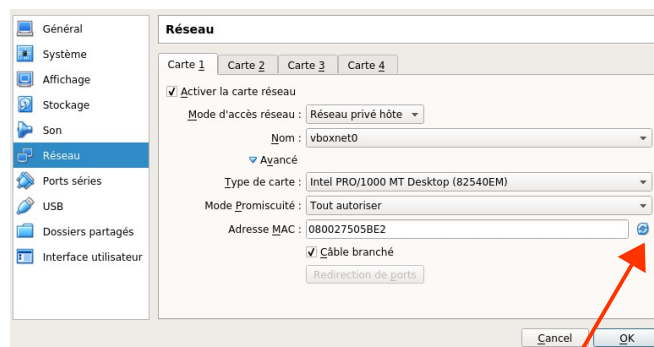 Général
Système
Affichage
Stockage
Son
Réseau
Ports séries
USB
Dossiers partagés
Interface utilisateur
Réseau
Carte 1 Carte 2 Carte 3 Carte 4
Activer la carte réseau
Mode d'accès réseau : Réseau privé hôte
Nom : vboxnet0
Avancé
Type de carte : Intel PRO/1000 MT Desktop (82540EM)
Mode Promiscuité : Tout autoriser
Adresse MAC : 080027505BE2
Câble branché
Redirection de ports
Cancel OK